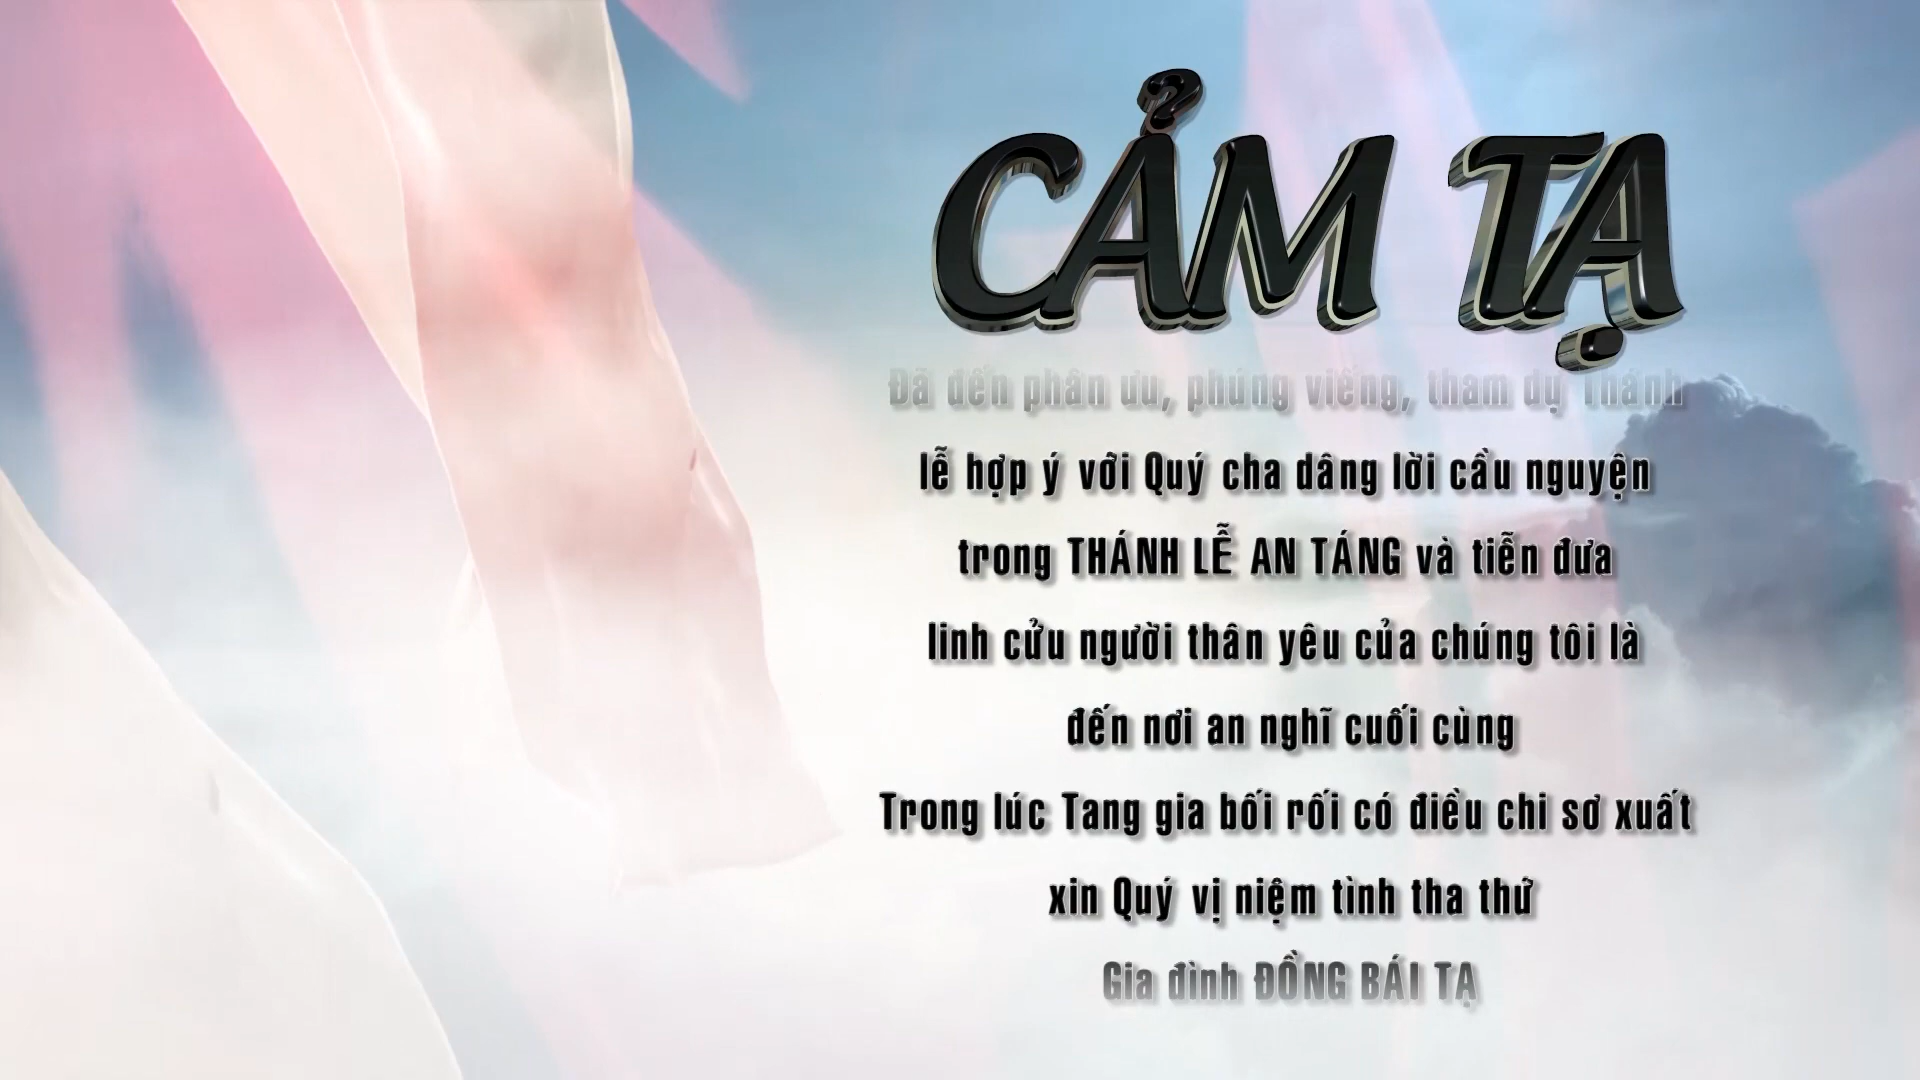 CẢM TẠ
Đã đến phân ưu, phúng viếng, tham dự Thánh
lễ hợp ý với Quý cha dâng lời cầu nguyện
trong THÁNH LỄ AN TÁNG và tiễn đưa
linh cửu người thân yêu của chúng tôi là
đến nơi an nghĩ cuối cùng
Trong lúc Tang gia bối rối có điều chi sơ xuất
xin Quý vị niệm tình tha thứ
Gia đình ĐỒNG BÁI TẠ